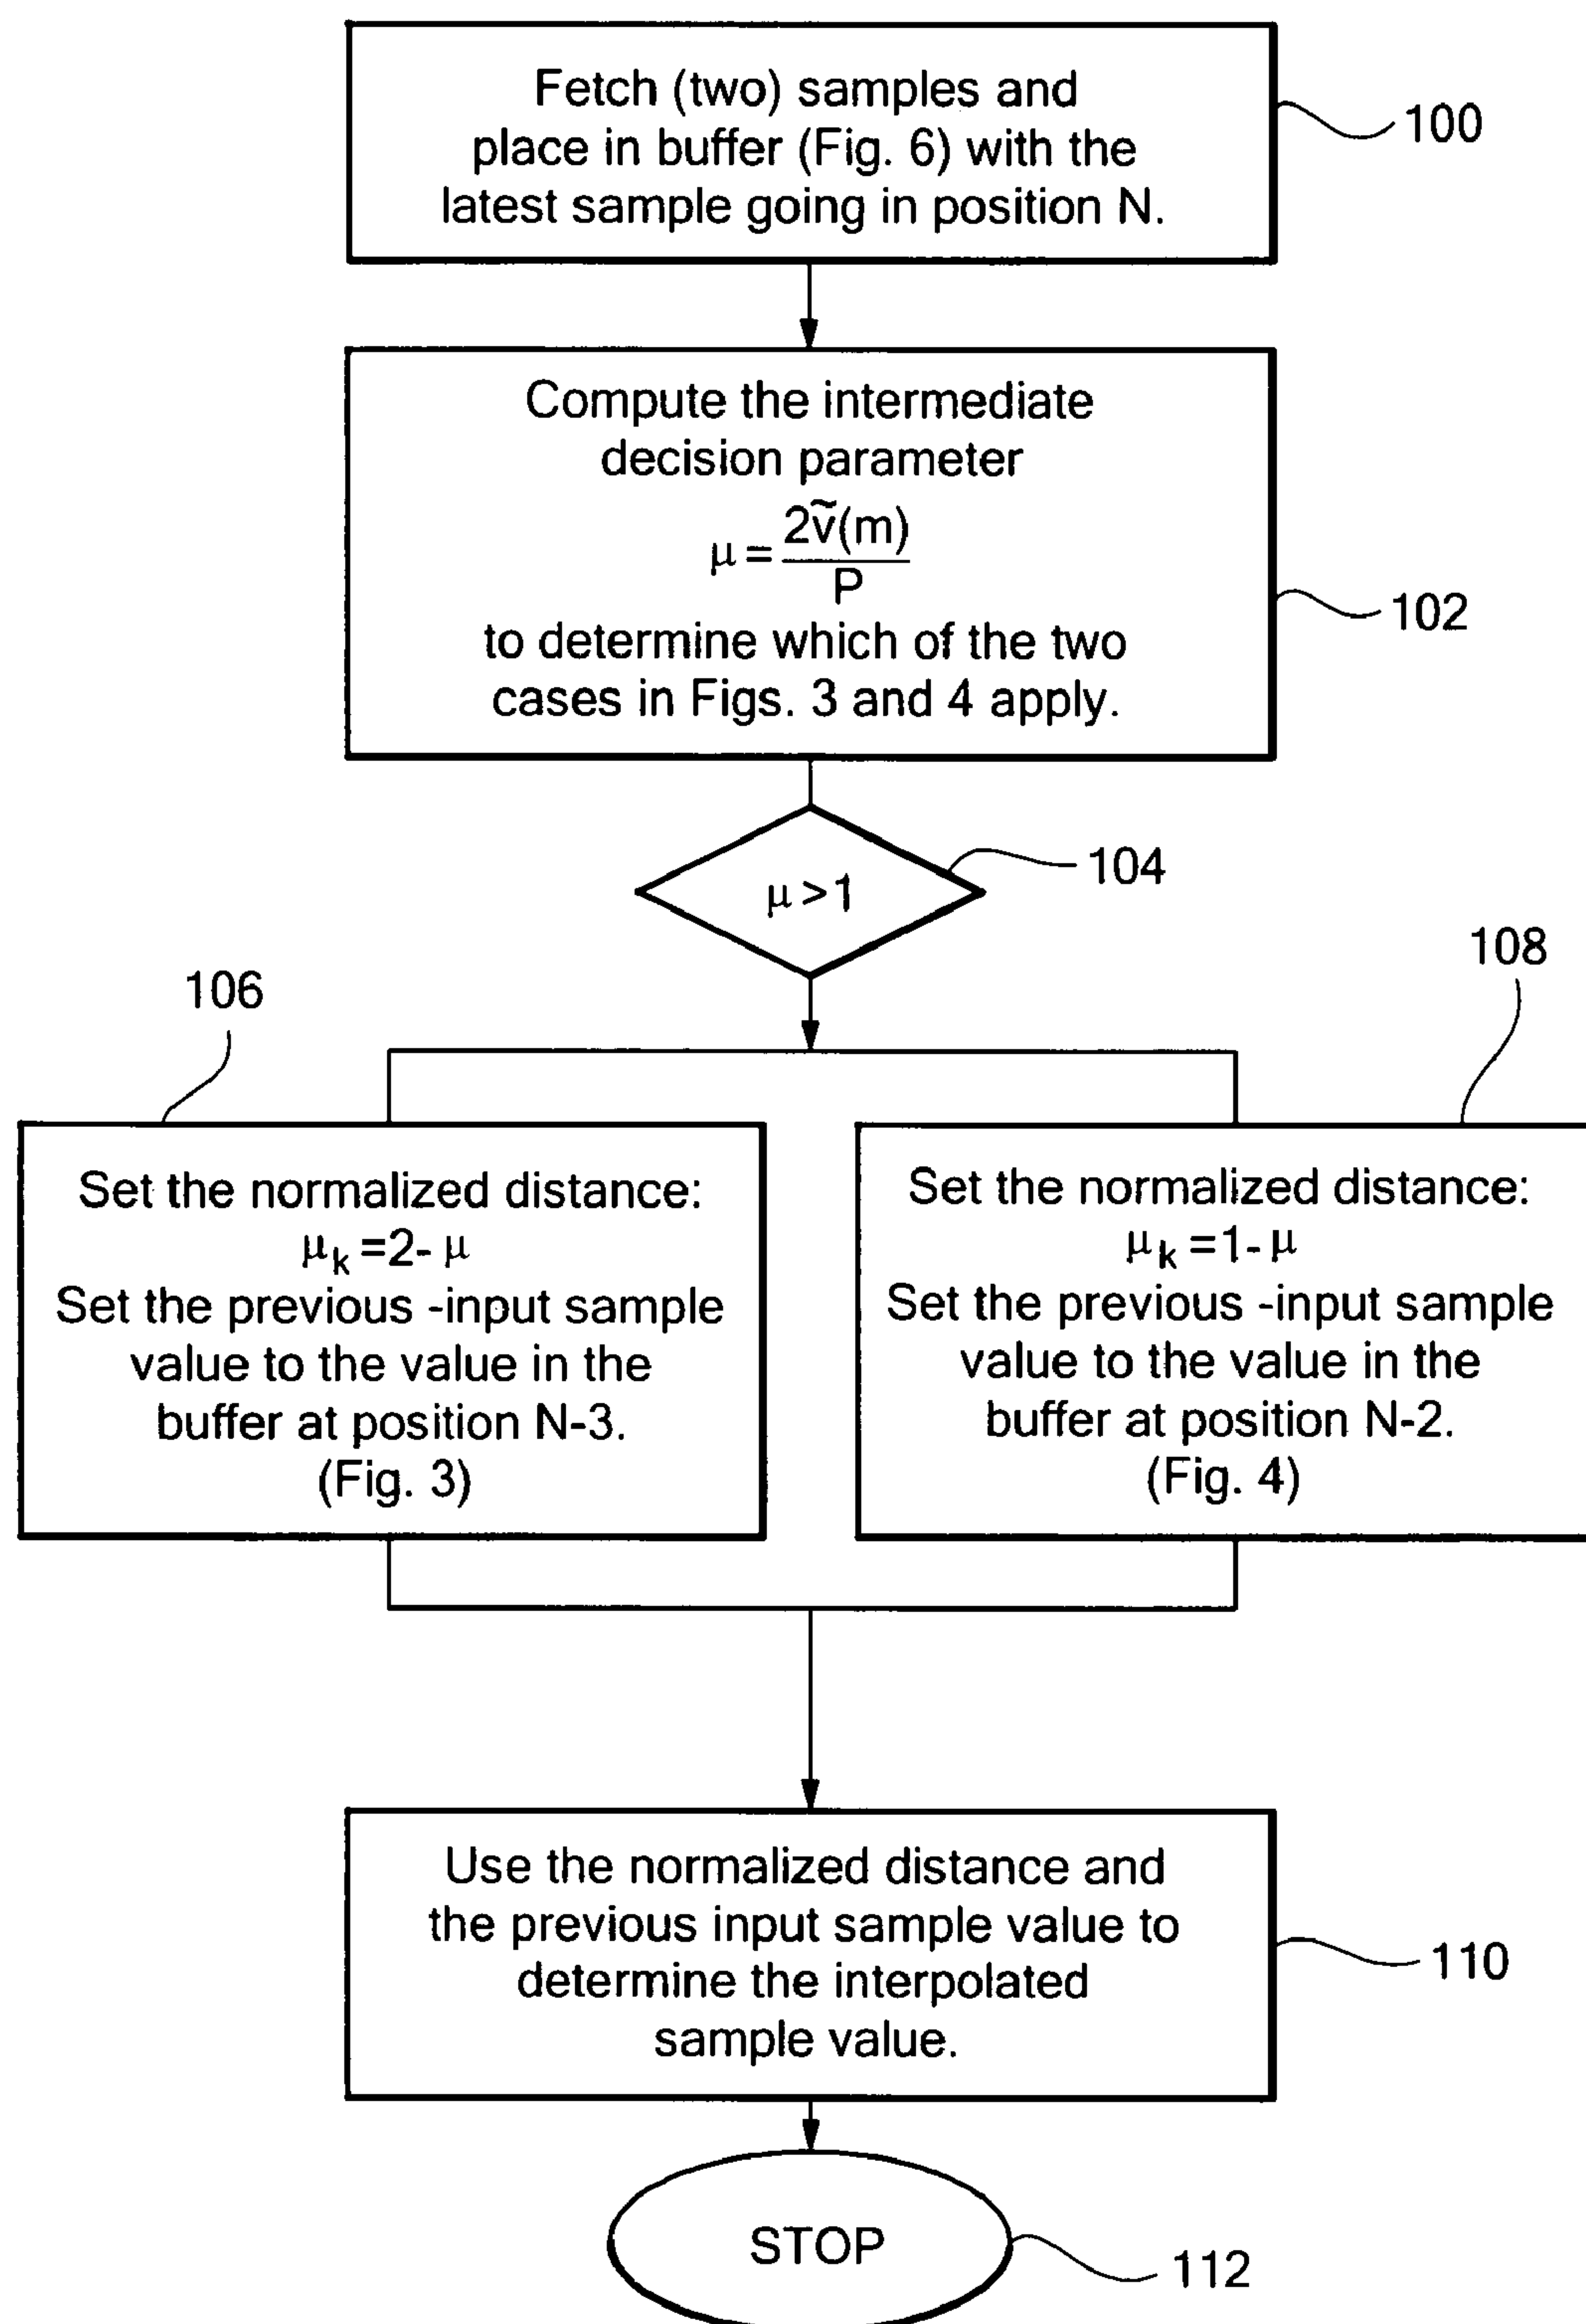 Fetch (two) samples and
place in buffer (Fig. 6) with the
latest sample going in position N.
100
Compute the intermediate
decision parameter
μ = 2ṽ(m) / P
to determine which of the two
cases in Figs. 3 and 4 apply.
102
μ >1
104
106
108
Set the normalized distance:
μk =2- μ
Set the previous -input sample
value to the value in the
buffer at position N-3.
(Fig. 3)
Set the normalized distance:
μk =1- μ
Set the previous -input sample
value to the value in the
buffer at position N-2.
(Fig. 4)
Use the normalized distance and
the previous input sample value to
determine the interpolated
sample value.
110
STOP
112